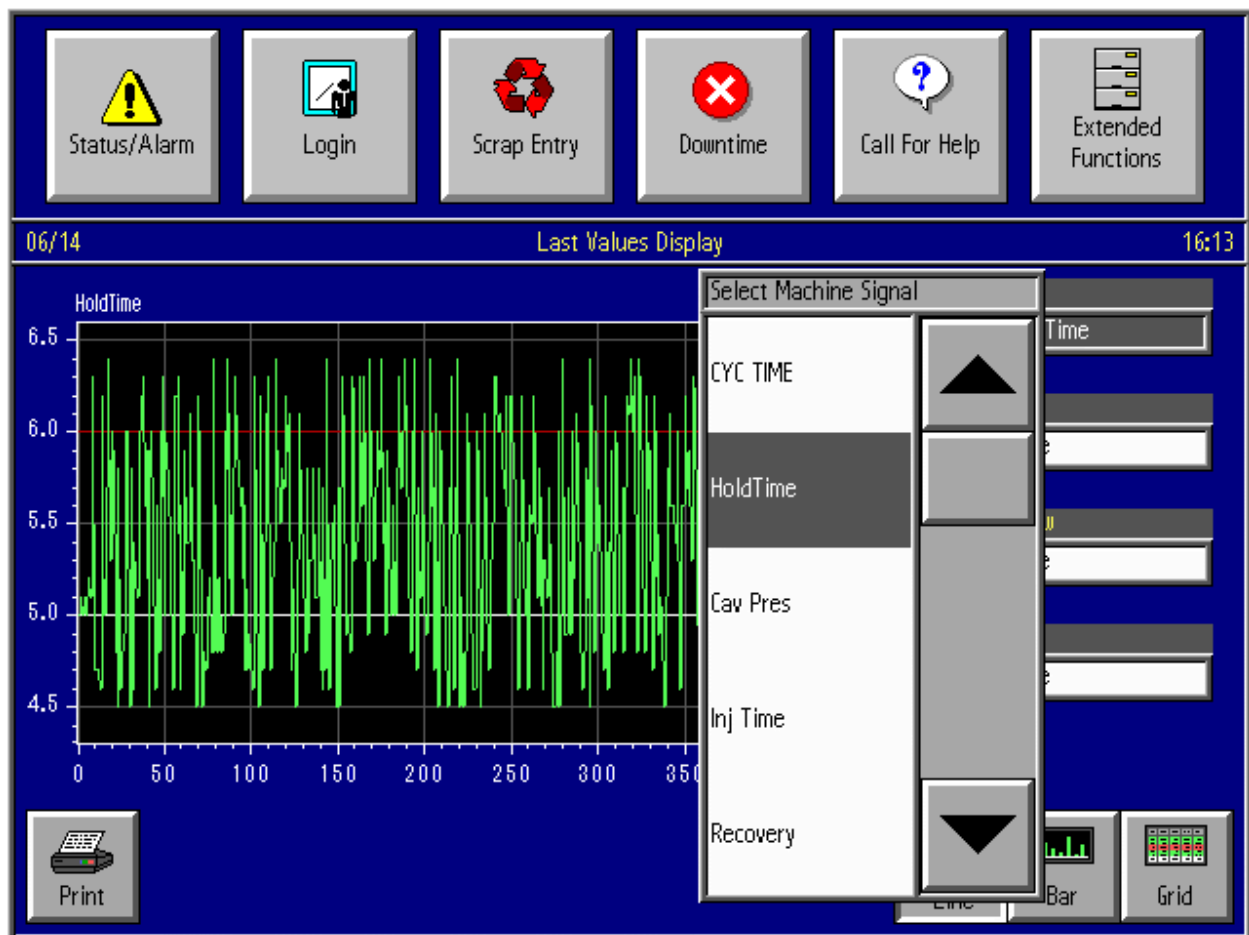 Status/Alarm
Login
Scrap Entry
Downtime
Call For Help
Extended
Functions
06/14
Last Values Display
16:13
HoldTime
6.5
6.0
5.5
5.0
4.5
0 50 100 150 200 250 300 350
Select Machine Signal
CYC TIME
HoldTime
Cav Pres
Inj Time
Recovery
Time
Print
Line
Bar
Grid